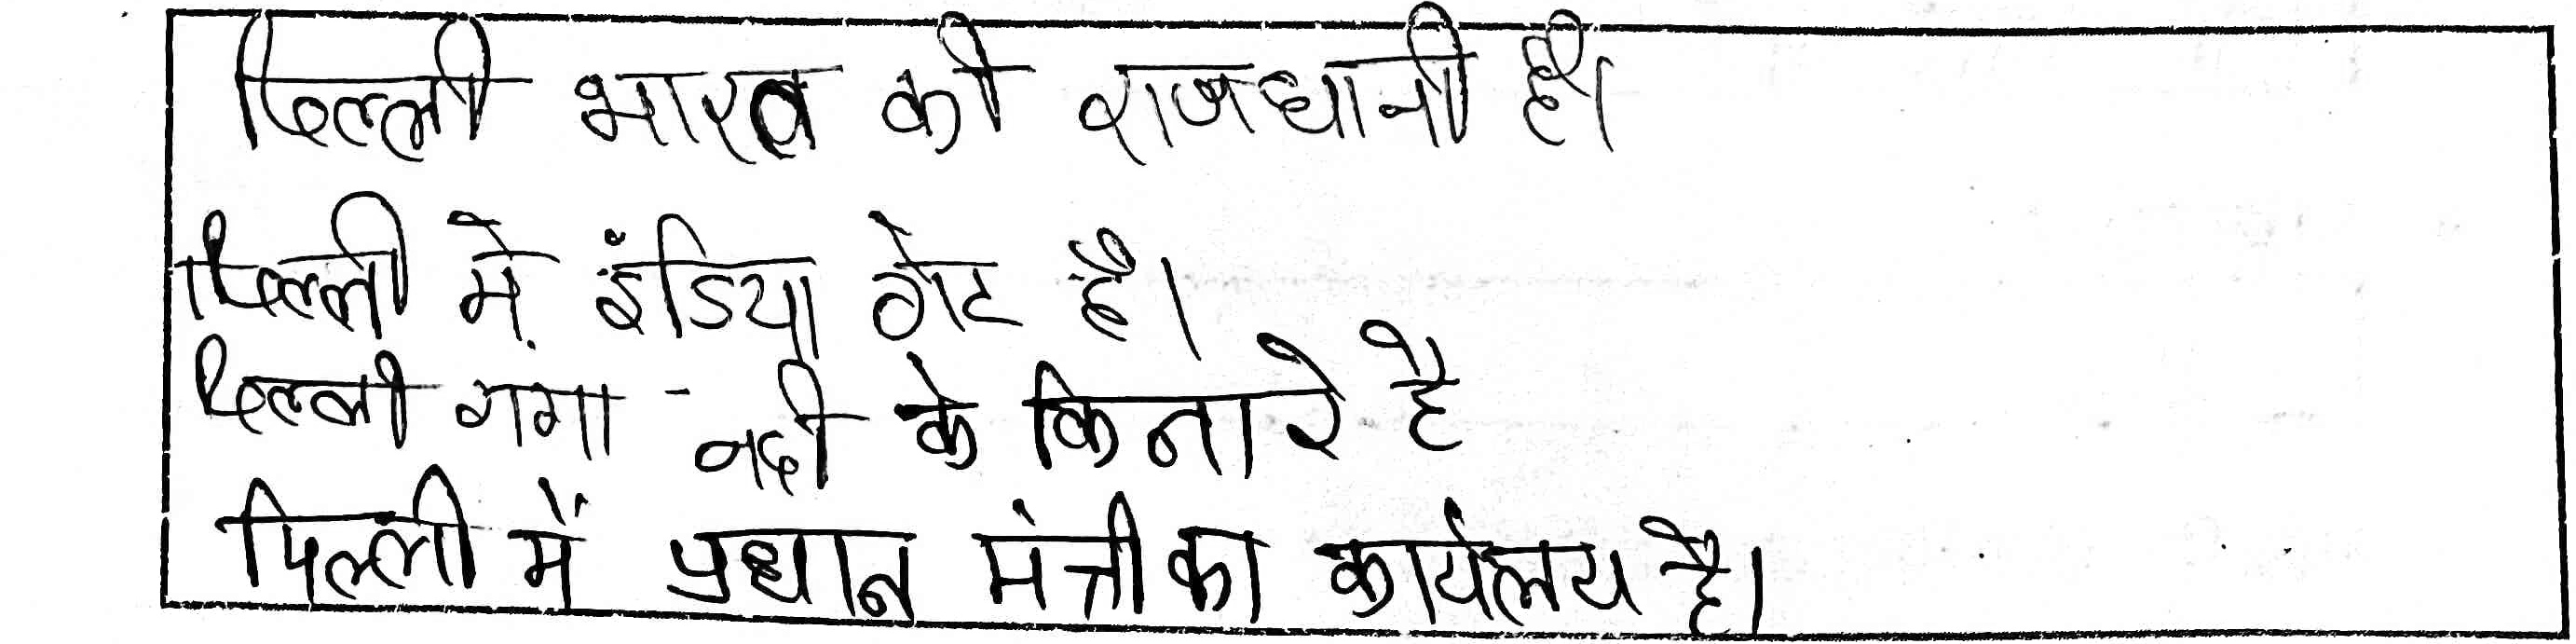 दिल्ली भारत की राजधानी है।
दिल्ली में इंडिया गेट है।
दिल्ली गंगा नदी के किनारे है
दिल्ली में प्रधान मंत्री का कार्यलय है।